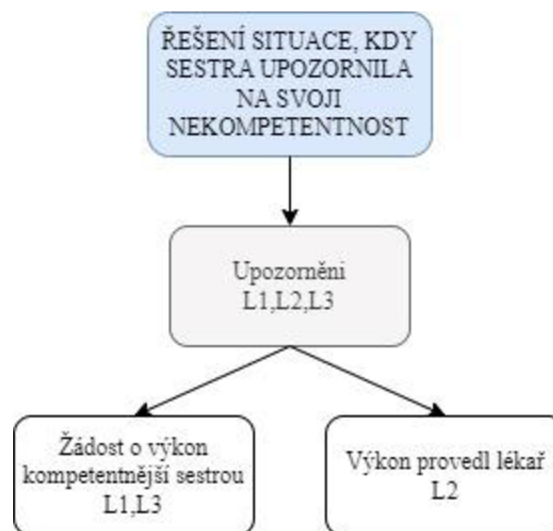 ŘEŠENÍ SITUACE, KDY
SESTRA UPOZORNILA
NA SVOJI
NEKOMPETENTNOST
Upozorněni
L1,L2,L3
Žádost o výkon
kompetentnější sestrou
L1,L3
Výkon provedl lékař
L2